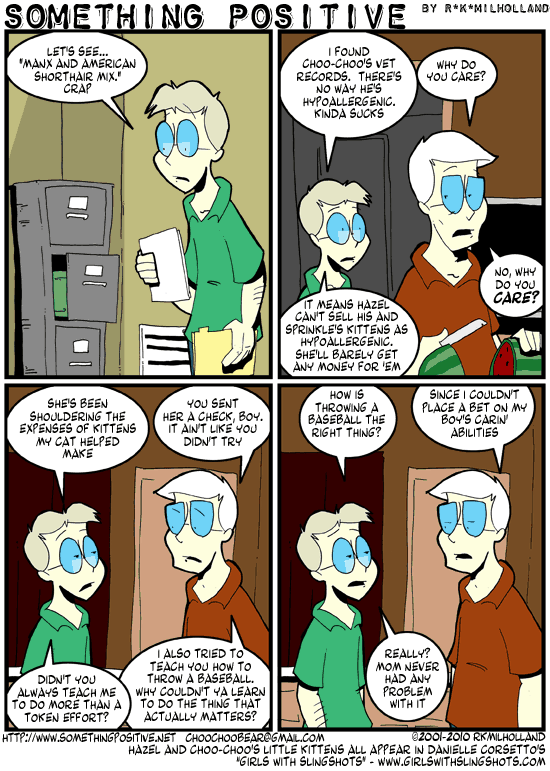 SOMETHING POSITIVE BY R*K*MILHOLLAND
LET'S SEE...
"MANX AND AMERICAN
SHORTHAIR MIX."
CRAP
I FOUND
CHOO-CHOO'S VET
RECORDS. THERE'S
NO WAY HE'S
HYPOALLERGENIC.
KINDA SUCKS
WHY DO
YOU CARE?
IT MEANS HAZEL
CAN'T SELL HIS AND
SPRINKLE'S KITTENS AS
HYPOALLERGENIC.
SHE'LL BARELY GET
ANY MONEY FOR 'EM
NO, WHY
DO YOU
CARE?
SHE'S BEEN
SHOULDERING THE
EXPENSES OF KITTENS
MY CAT HELPED
MAKE
YOU SENT
HER A CHECK, BOY.
IT AIN'T LIKE YOU
DIDN'T TRY
DIDN'T YOU
ALWAYS TEACH ME
TO DO MORE THAN A
TOKEN EFFORT?
I ALSO TRIED TO
TEACH YOU HOW TO
THROW A BASEBALL.
WHY COULDN'T YA LEARN
TO DO THE THING THAT
ACTUALLY MATTERS?
HOW IS
THROWING A
BASEBALL THE
RIGHT THING?
SINCE I COULDN'T
PLACE A BET ON MY
BOY'S CARIN'
ABILITIES
REALLY?
MOM NEVER
HAD ANY
PROBLEM
WITH IT
HTTP://WWW.SOMETHINGPOSITIVE.NET CHOOCHOOBEAR@GMAIL.COM ©2001-2010 RKMILHOLLAND
HAZEL AND CHOO-CHOO'S LITTLE KITTENS ALL APPEAR IN DANIELLE CORSETTO'S
"GIRLS WITH SLINGSHOTS" - WWW.GIRLSWITHSLINGSHOTS.COM